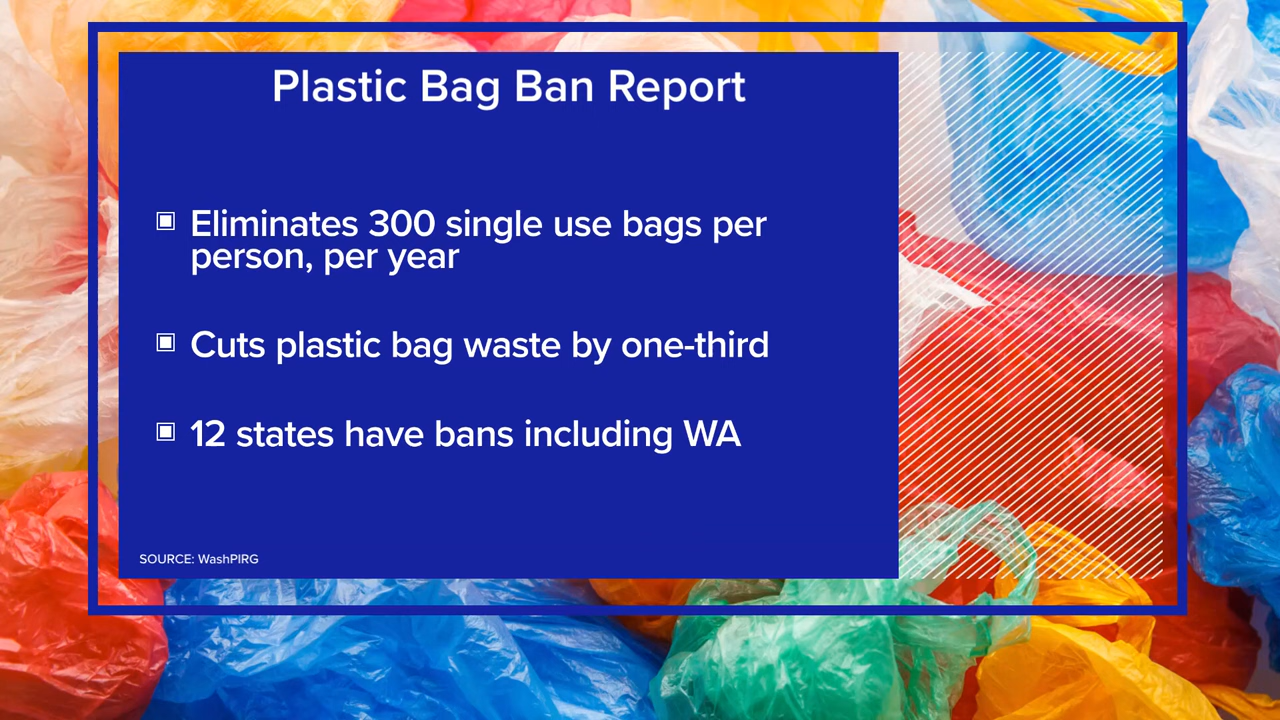 Plastic Bag Ban Report
▣ Eliminates 300 single use bags per
person, per year
▣ Cuts plastic bag waste by one-third
▣ 12 states have bans including WA
SOURCE: WashPIRG